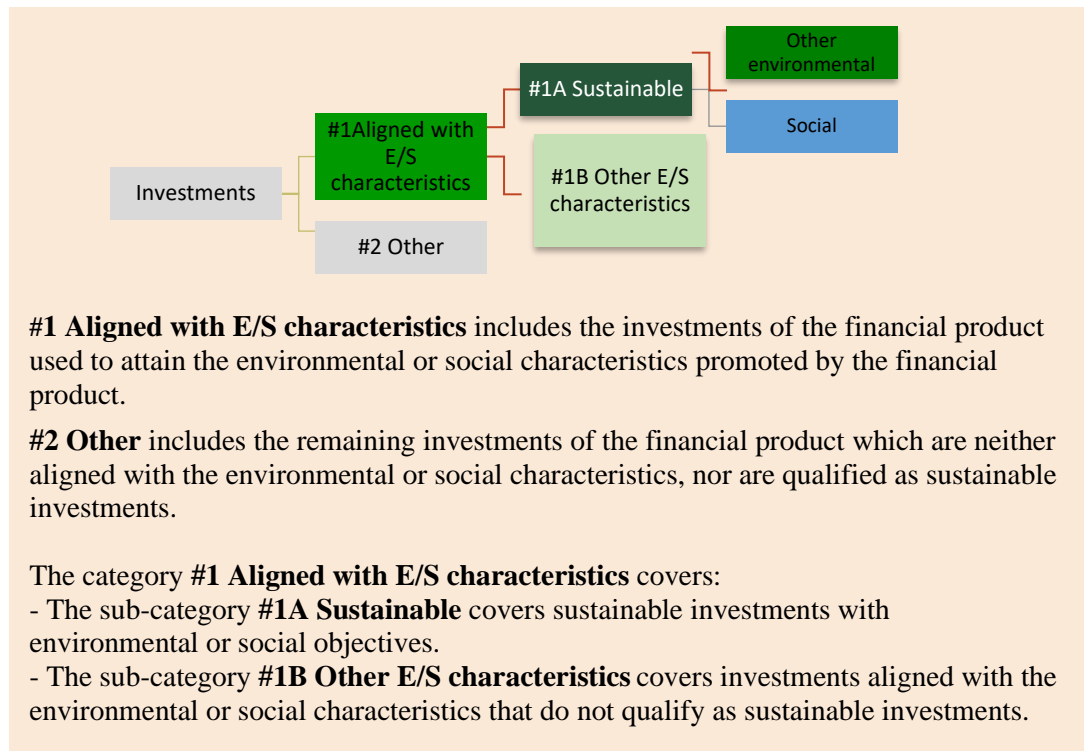 Other
environmental
#1A Sustainable
Social
#1Aligned with
E/S
characteristics
#1B Other E/S
characteristics
Investments
#2 Other
#1 Aligned with E/S characteristics includes the investments of the financial product
used to attain the environmental or social characteristics promoted by the financial
product.
#2 Other includes the remaining investments of the financial product which are neither
aligned with the environmental or social characteristics, nor are qualified as sustainable
investments.
The category #1 Aligned with E/S characteristics covers:
- The sub-category #1A Sustainable covers sustainable investments with
environmental or social objectives.
- The sub-category #1B Other E/S characteristics covers investments aligned with the
environmental or social characteristics that do not qualify as sustainable investments.